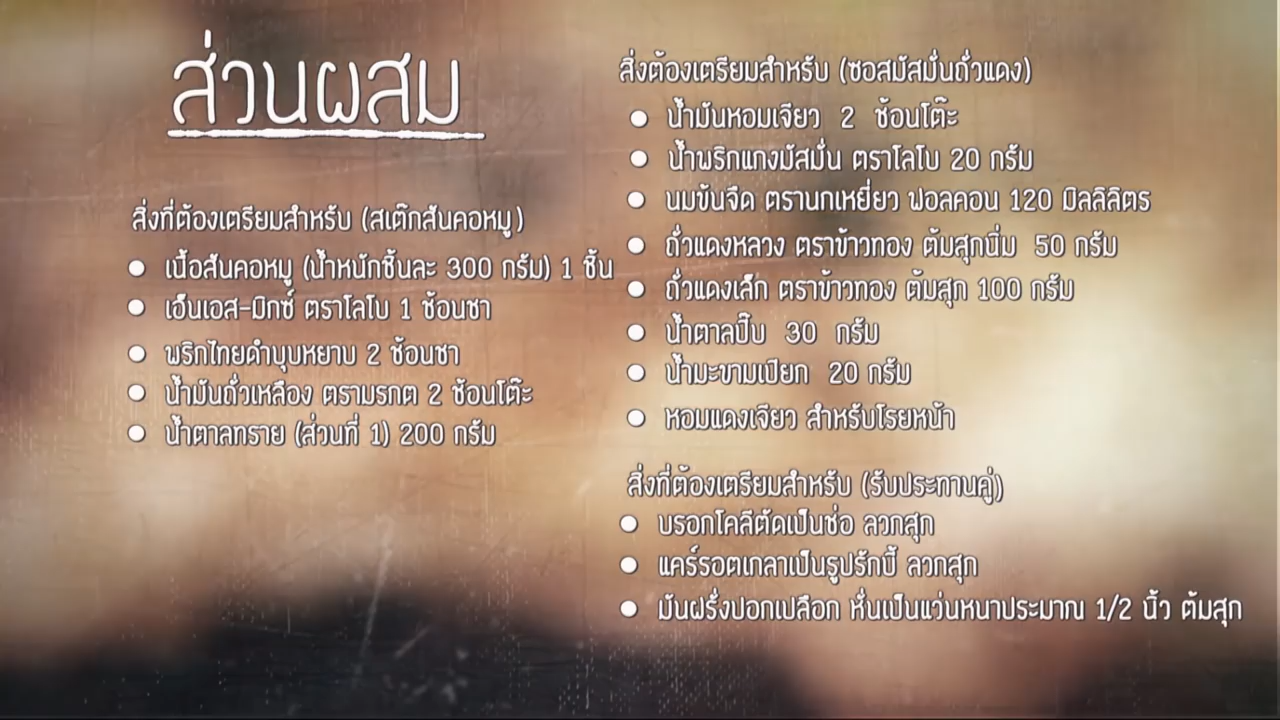 ส่วนผสม
สิ่งที่ต้องเตรียมสำหรับ (สเต๊กสันคอหมู)
● เนื้อสันคอหมู (น้ำหนักชิ้นละ 300 กรัม) 1 ชิ้น
● เอ็นเอส-มิกซ์ ตราโลโบ 1 ช้อนชา
● พริกไทยดำบุบหยาบ 2 ช้อนชา
● น้ำมันถั่วเหลือง ตรามรกต 2 ช้อนโต๊ะ
● น้ำตาลทราย (ส่วนที่ 1) 200 กรัม
สิ่งต้องเตรียมสำหรับ (ซอสมัสมั่นถั่วแดง)
● น้ำมันหอมเจียว 2 ช้อนโต๊ะ
● น้ำพริกแกงมัสมั่น ตราโลโบ 20 กรัม
● นมข้นจืด ตรานกเหยี่ยว ฟอลคอน 120 มิลลิลิตร
● ถั่วแดงหลวง ตราข้าวทอง ต้มสุกนิ่ม 50 กรัม
● ถั่วแดงเล็ก ตราข้าวทอง ต้มสุก 100 กรัม
● น้ำตาลปี๊บ 30 กรัม
● น้ำมะขามเปียก 20 กรัม
● หอมแดงเจียว สำหรับโรยหน้า
สิ่งที่ต้องเตรียมสำหรับ (รับประทานคู่)
● บรอกโคลีตัดเป็นช่อ ลวกสุก
● แคร์รอตเกลาเป็นรูปรักบี้ ลวกสุก
● มันฝรั่งปอกเปลือก หั่นเป็นแว่นหนาประมาณ 1/2 นิ้ว ต้มสุก